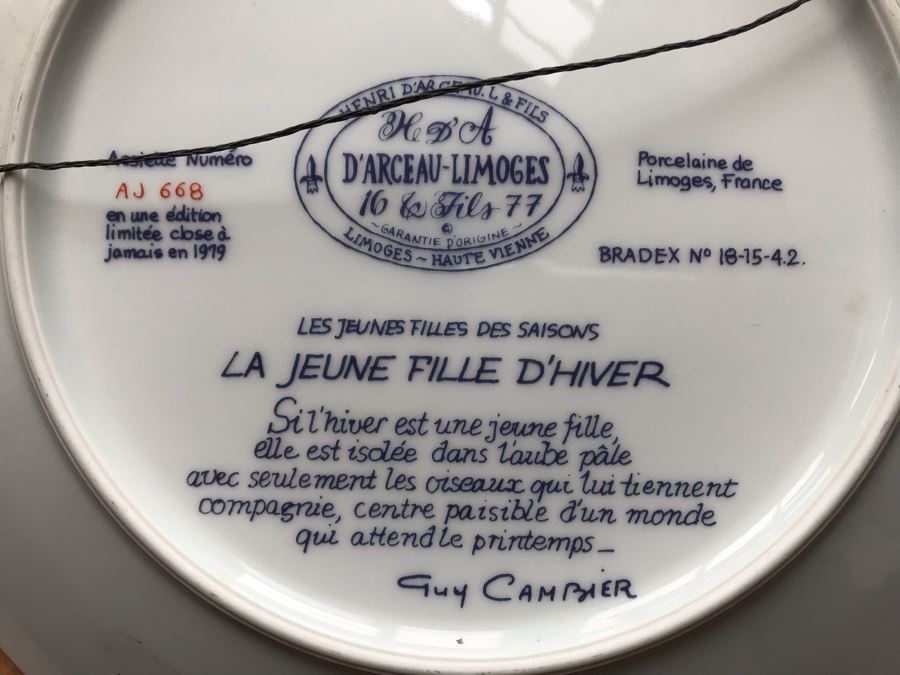 HENRI D'ARCEAU. L & FILS
H D'A
D'ARCEAU-LIMOGES
16 & Fils 77
©
~GARANTIE D'ORIGINE~
LIMOGES ~ HAUTE VIENNE
Assiette Numéro
AJ 668
en une édition
limitée close à
jamais en 1979
Porcelaine de
Limoges, France
BRADEX Nº 18-15-4.2.
LES JEUNES FILLES DES SAISONS
LA JEUNE FILLE D'HIVER
Si l'hiver est une jeune fille,
elle est isolée dans l'aube pâle
avec seulement les oiseaux qui lui tiennent
compagnie, centre paisible d'un monde
qui attend le printemps_
GUY CAMBIER